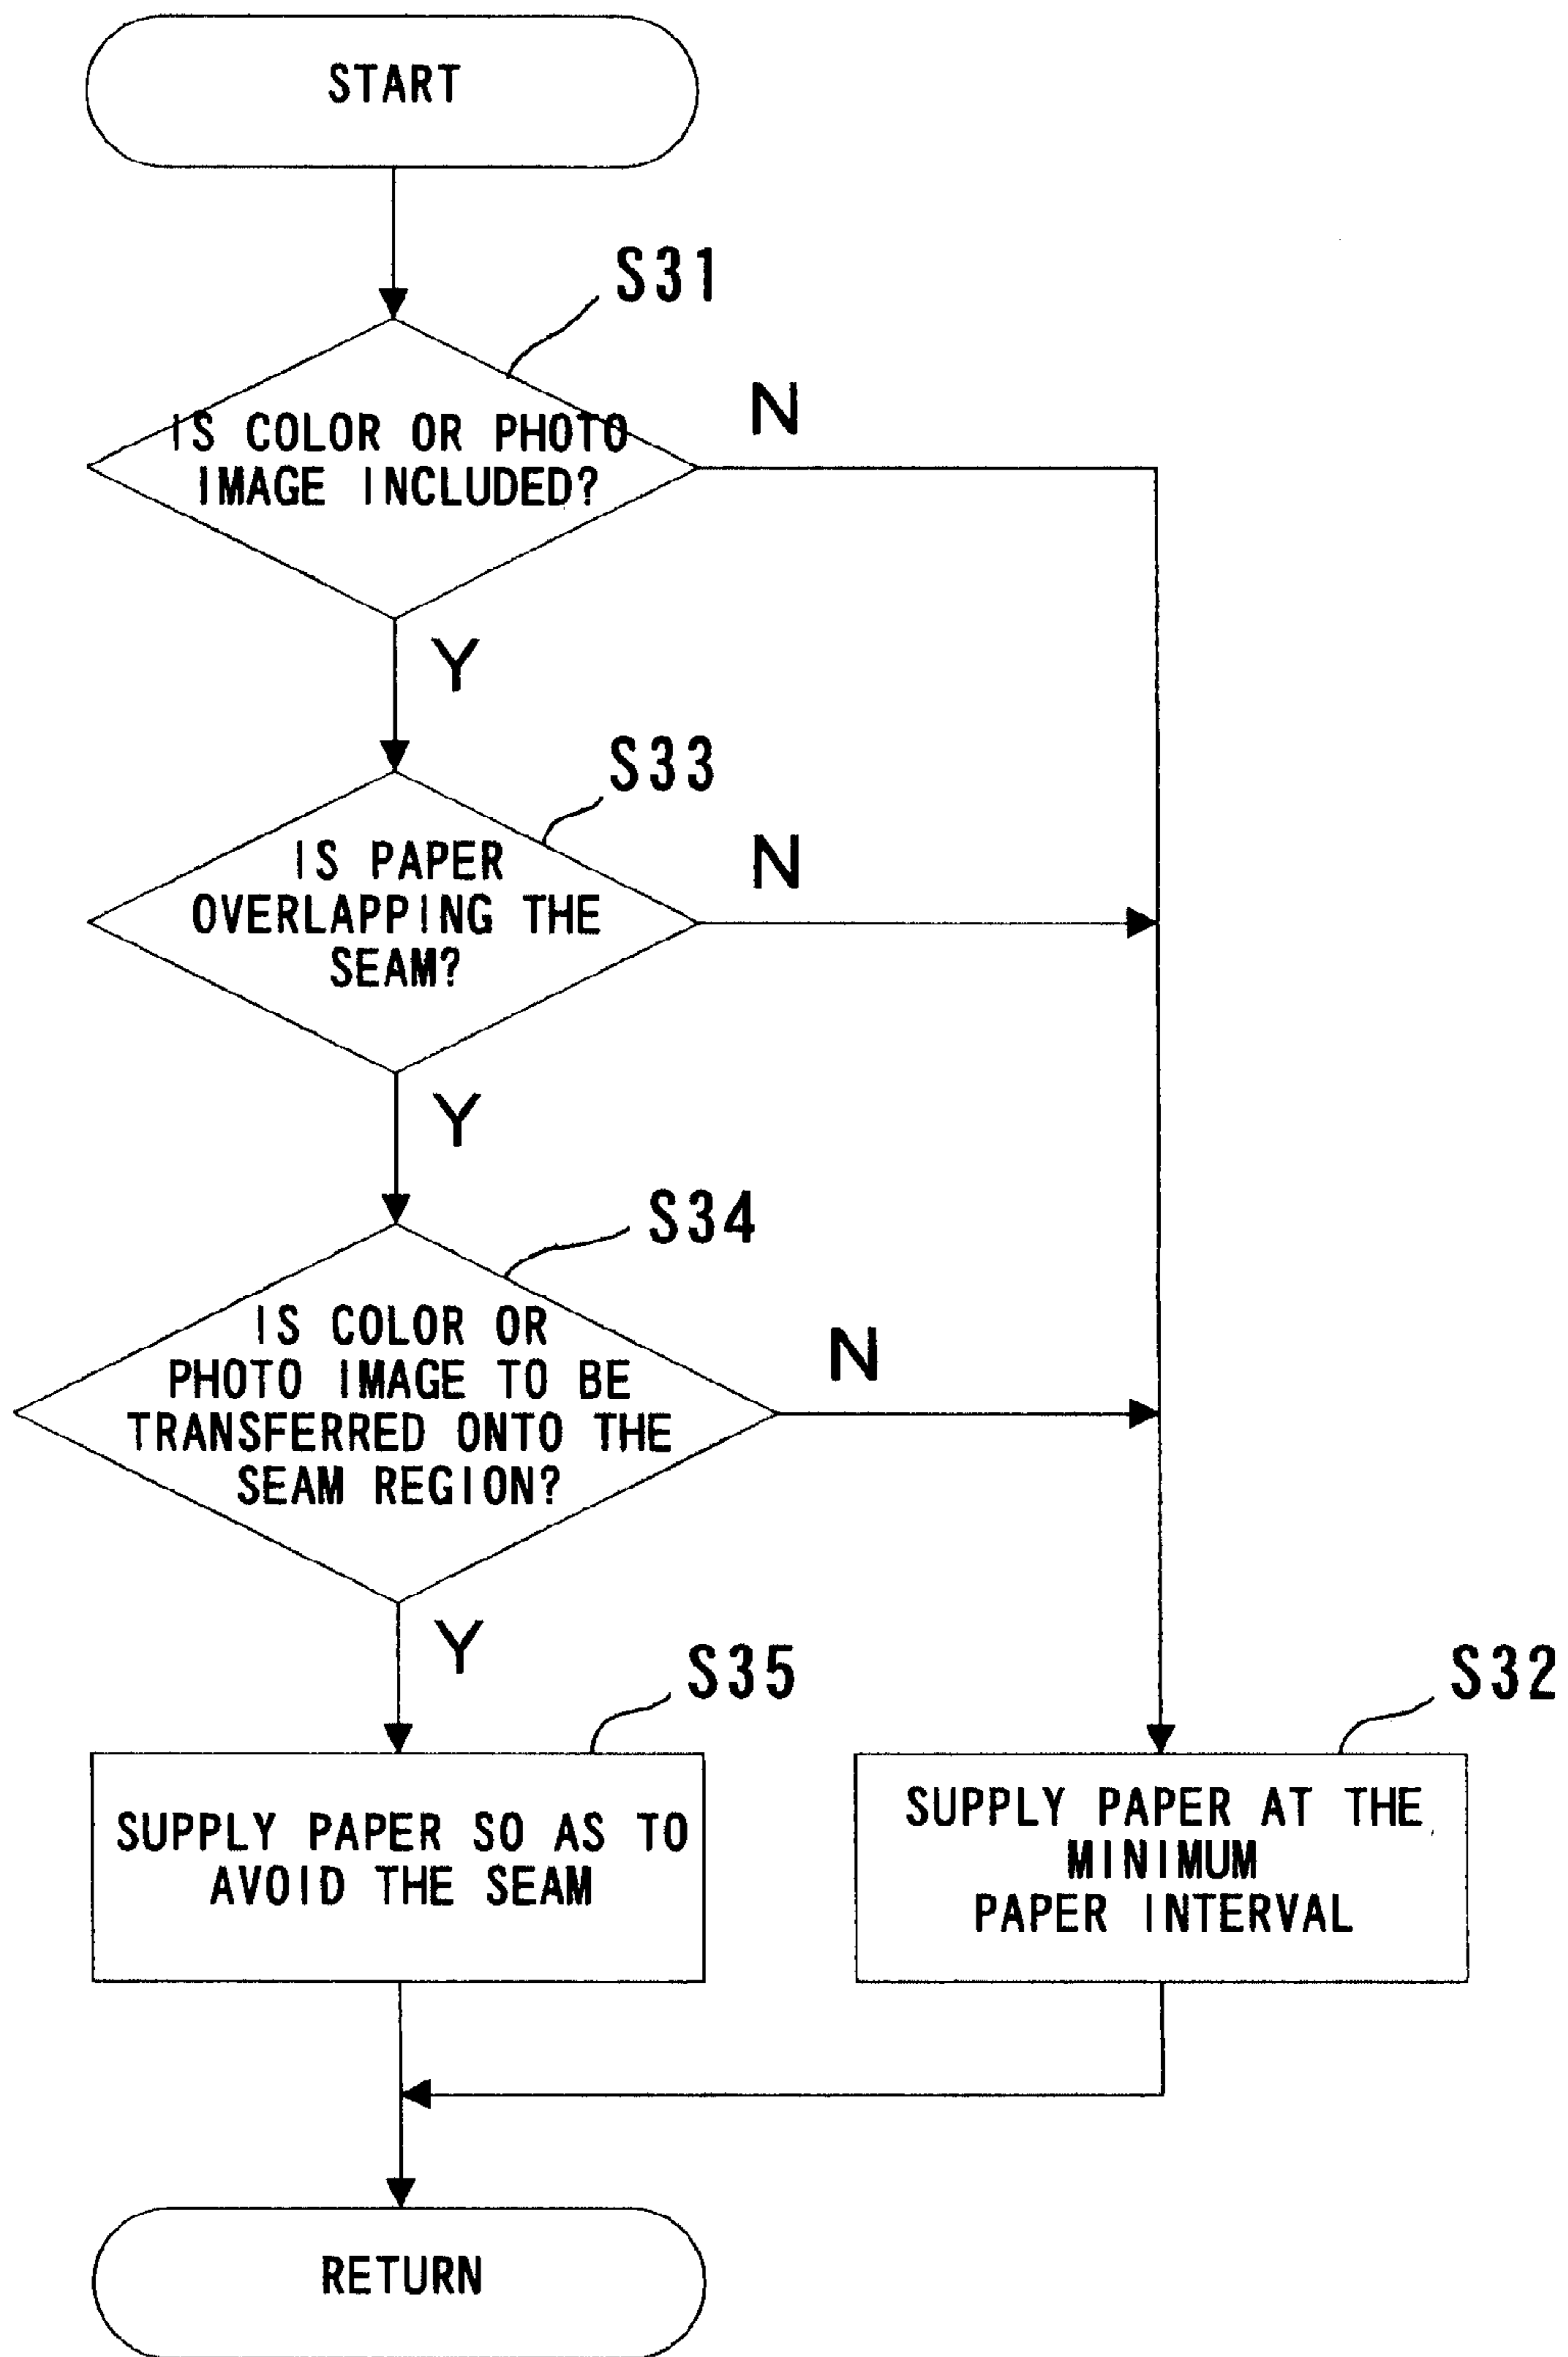 START
S31
IS COLOR OR PHOTO
IMAGE INCLUDED?
N
Y
S33
IS PAPER
OVERLAPPING THE
SEAM?
N
Y
S34
IS COLOR OR
PHOTO IMAGE TO BE
TRANSFERRED ONTO THE
SEAM REGION?
N
Y
S35
SUPPLY PAPER SO AS TO
AVOID THE SEAM
S32
SUPPLY PAPER AT THE
MINIMUM
PAPER INTERVAL
RETURN